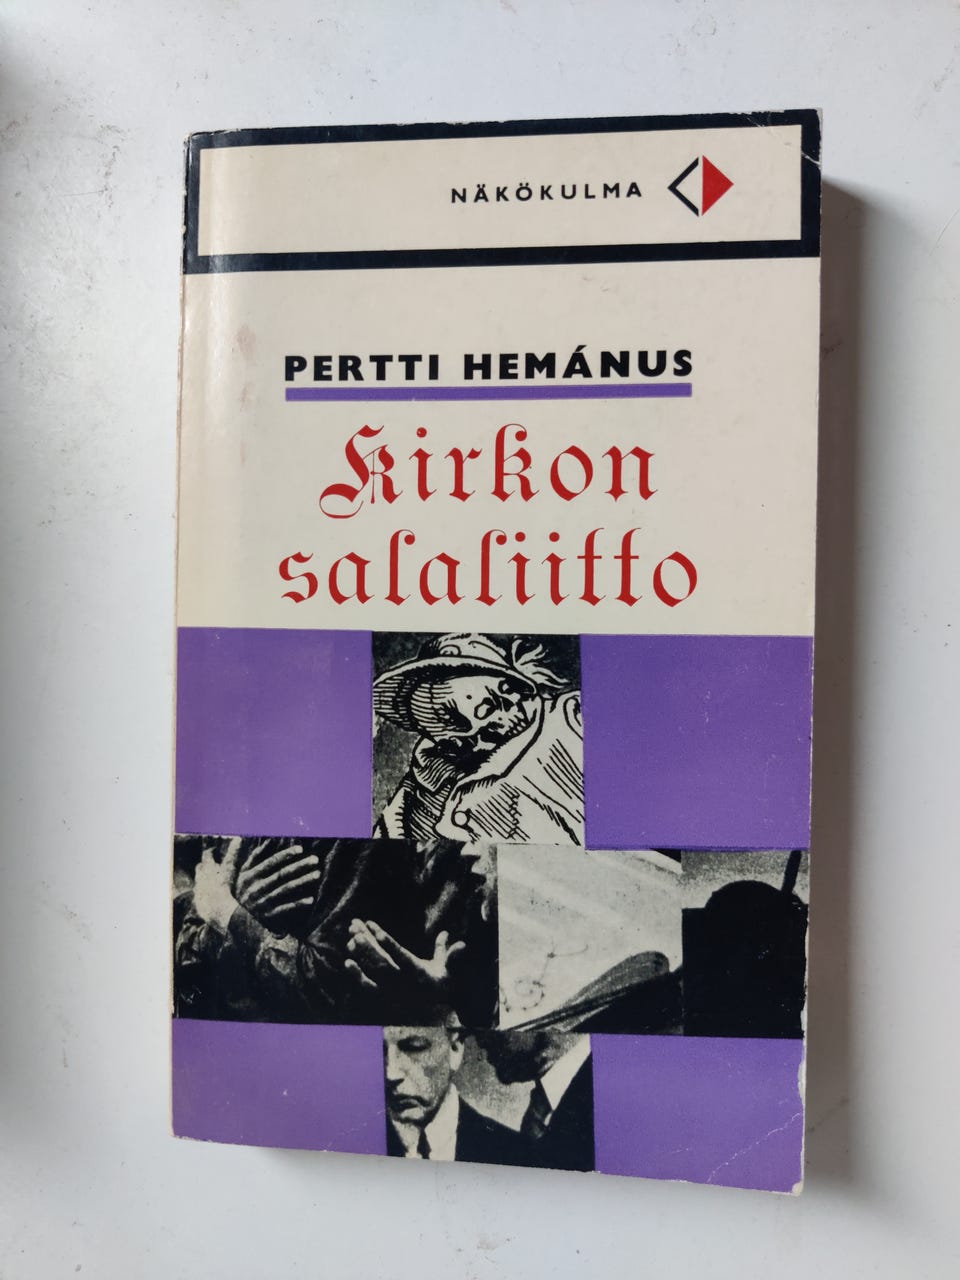 NÄKÖKULMA
PERTTI HEMÁNUS
Kirkon
salaliitto